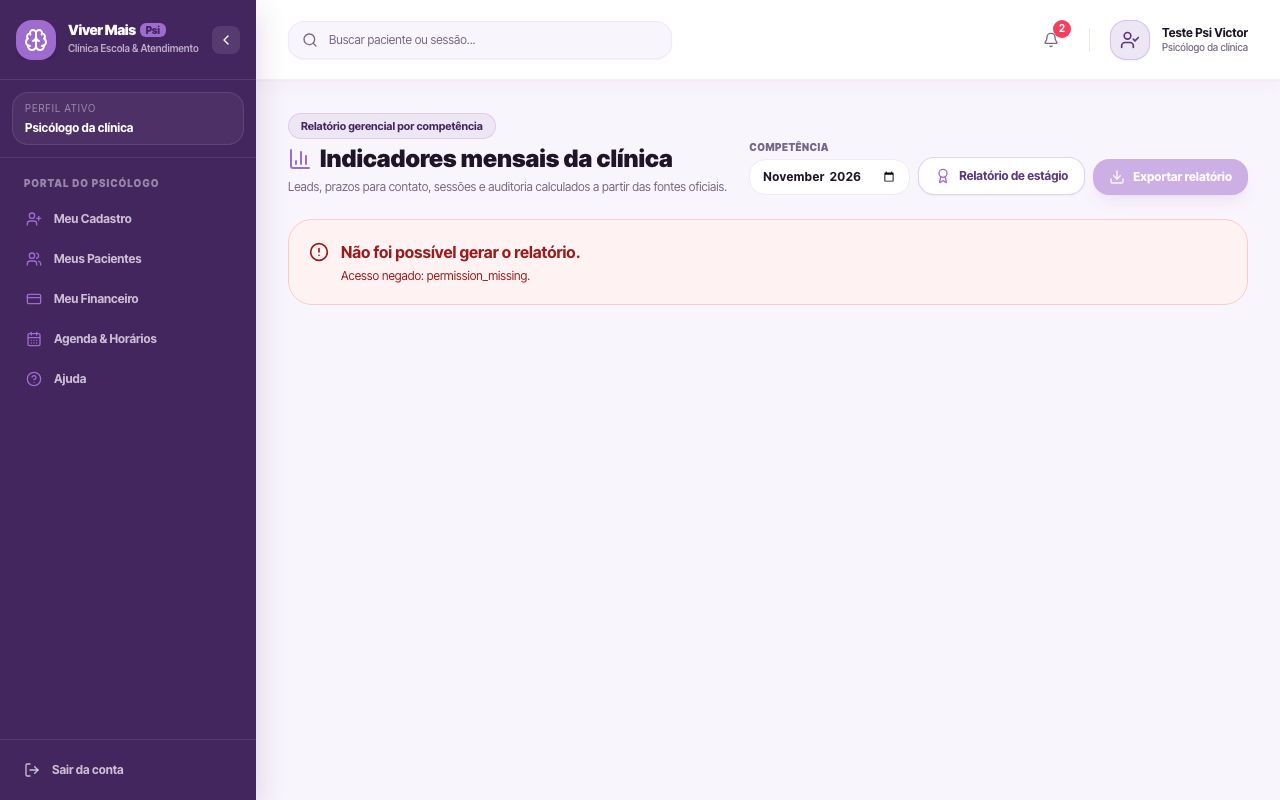 Viver Mais Psi
Clínica Escola & Atendimento
PERFIL ATIVO
Psicólogo da clínica
PORTAL DO PSICÓLOGO
Meu Cadastro
Meus Pacientes
Meu Financeiro
Agenda & Horários
Ajuda
Sair da conta
Buscar paciente ou sessão...
2
Teste Psi Victor
Psicólogo da clínica
Relatório gerencial por competência
Indicadores mensais da clínica
Leads, prazos para contato, sessões e auditoria calculados a partir das fontes oficiais.
COMPETÊNCIA
November 2026
Relatório de estágio
Exportar relatório
Não foi possível gerar o relatório.
Acesso negado: permission_missing.